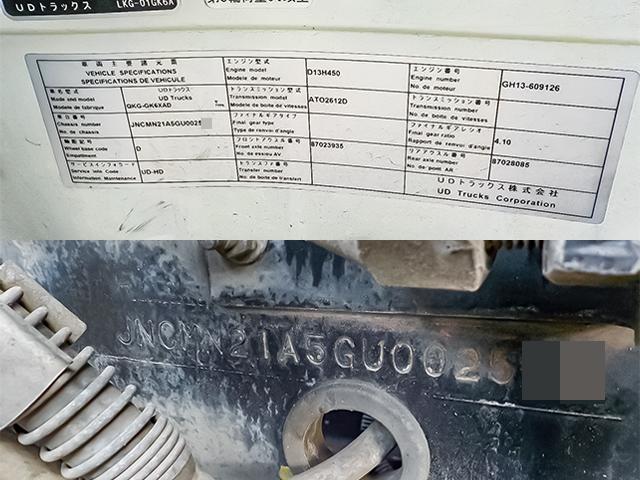 UDトラックス LKG-01GK6A
車両主要諸元表
VEHICLE SPECIFICATIONS
SPECIFICATIONS DE VEHICULE
車名型式
Make and model
Modele de fabrique
UDトラックス
UD Trucks
QKG-GK6XAD
車台番号
Chassis number
No. de chassis
JNCMN21A5GU0025
軸距記号
Wheel base code
Empattement
D
サービスインフォコード
Service Info Code
Information Maintenance
UD-HD
エンジン型式
Engine model
Modele de moteur
D13H450
トランスミッション型式
Transmission model
Modele de boite de vitesses
ATO2612D
ファイナルギアタイプ
Final gear type
Type de renvoi d'angle
フロントアクスル番号
Front axle number
No. de essieu AV
87023935
トランスファ番号
Transfer number
No. de boite de transfert
エンジン番号
Engine number
No. de moteur
GH13-609126
トランスミッション番号
Transmission number
No. de boite de vitesses
ファイナルギアレシオ
Final gear ratio
Rapport de renvoi d'angle
4.10
リアアクスル番号
Rear axle number
No. de pont AR
87028085
UDトラックス株式会社
UD Trucks Corporation
JNCMN21A5GU0025